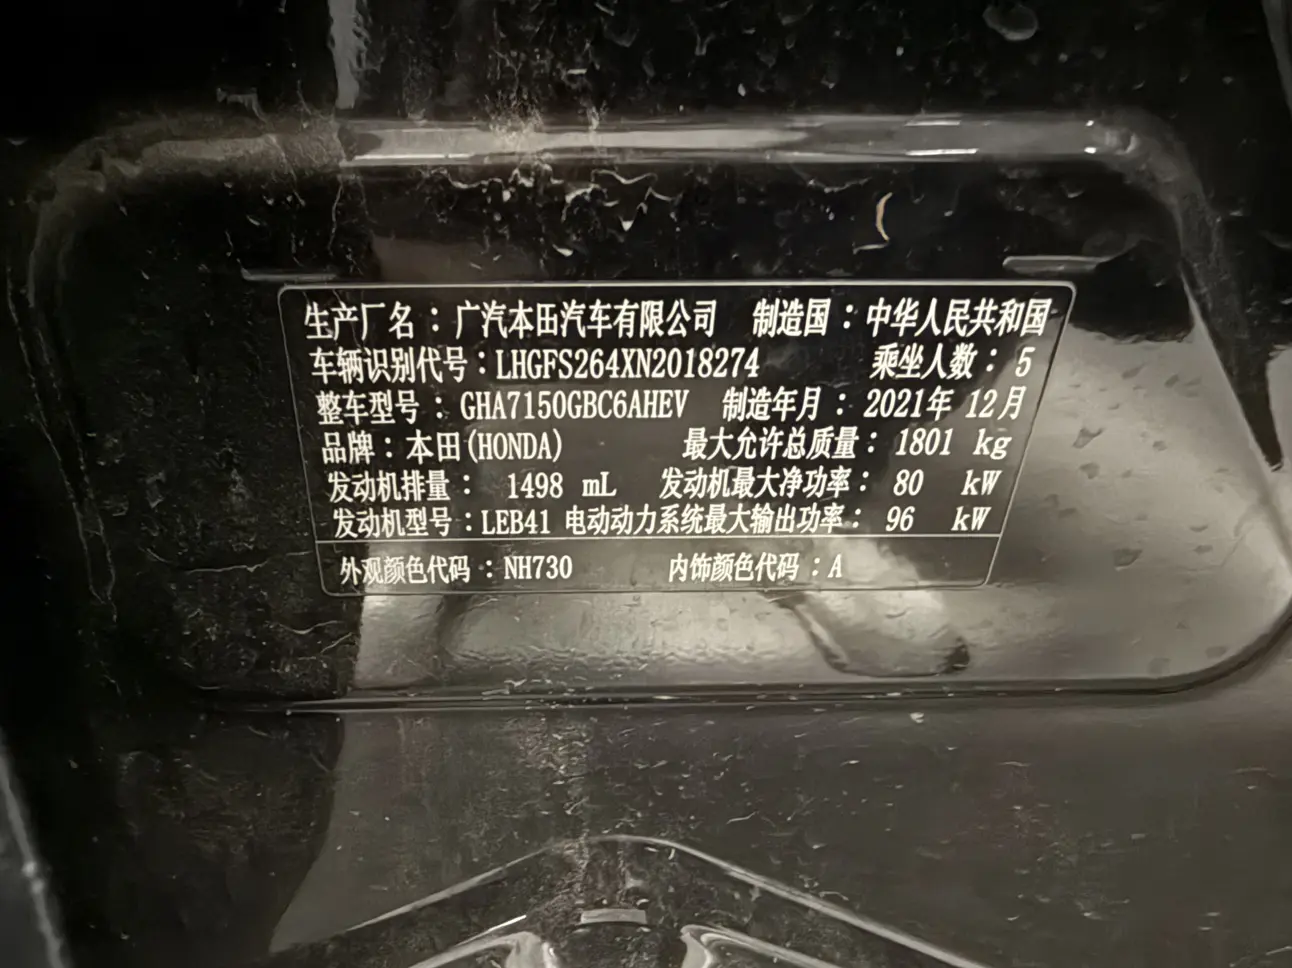 生产厂名：广汽本田汽车有限公司 制造国：中华人民共和国
车辆识别代号：LHGFS264XN2018274 乘坐人数：5
整车型号：GHA7150GBC6AHEV 制造年月：2021年 12月
品牌：本田(HONDA) 最大允许总质量：1801 kg
发动机排量：1498 mL 发动机最大净功率：80 kW
发动机型号：LEB41 电动动力系统最大输出功率：96 kW
外观颜色代码：NH730 内饰颜色代码：A